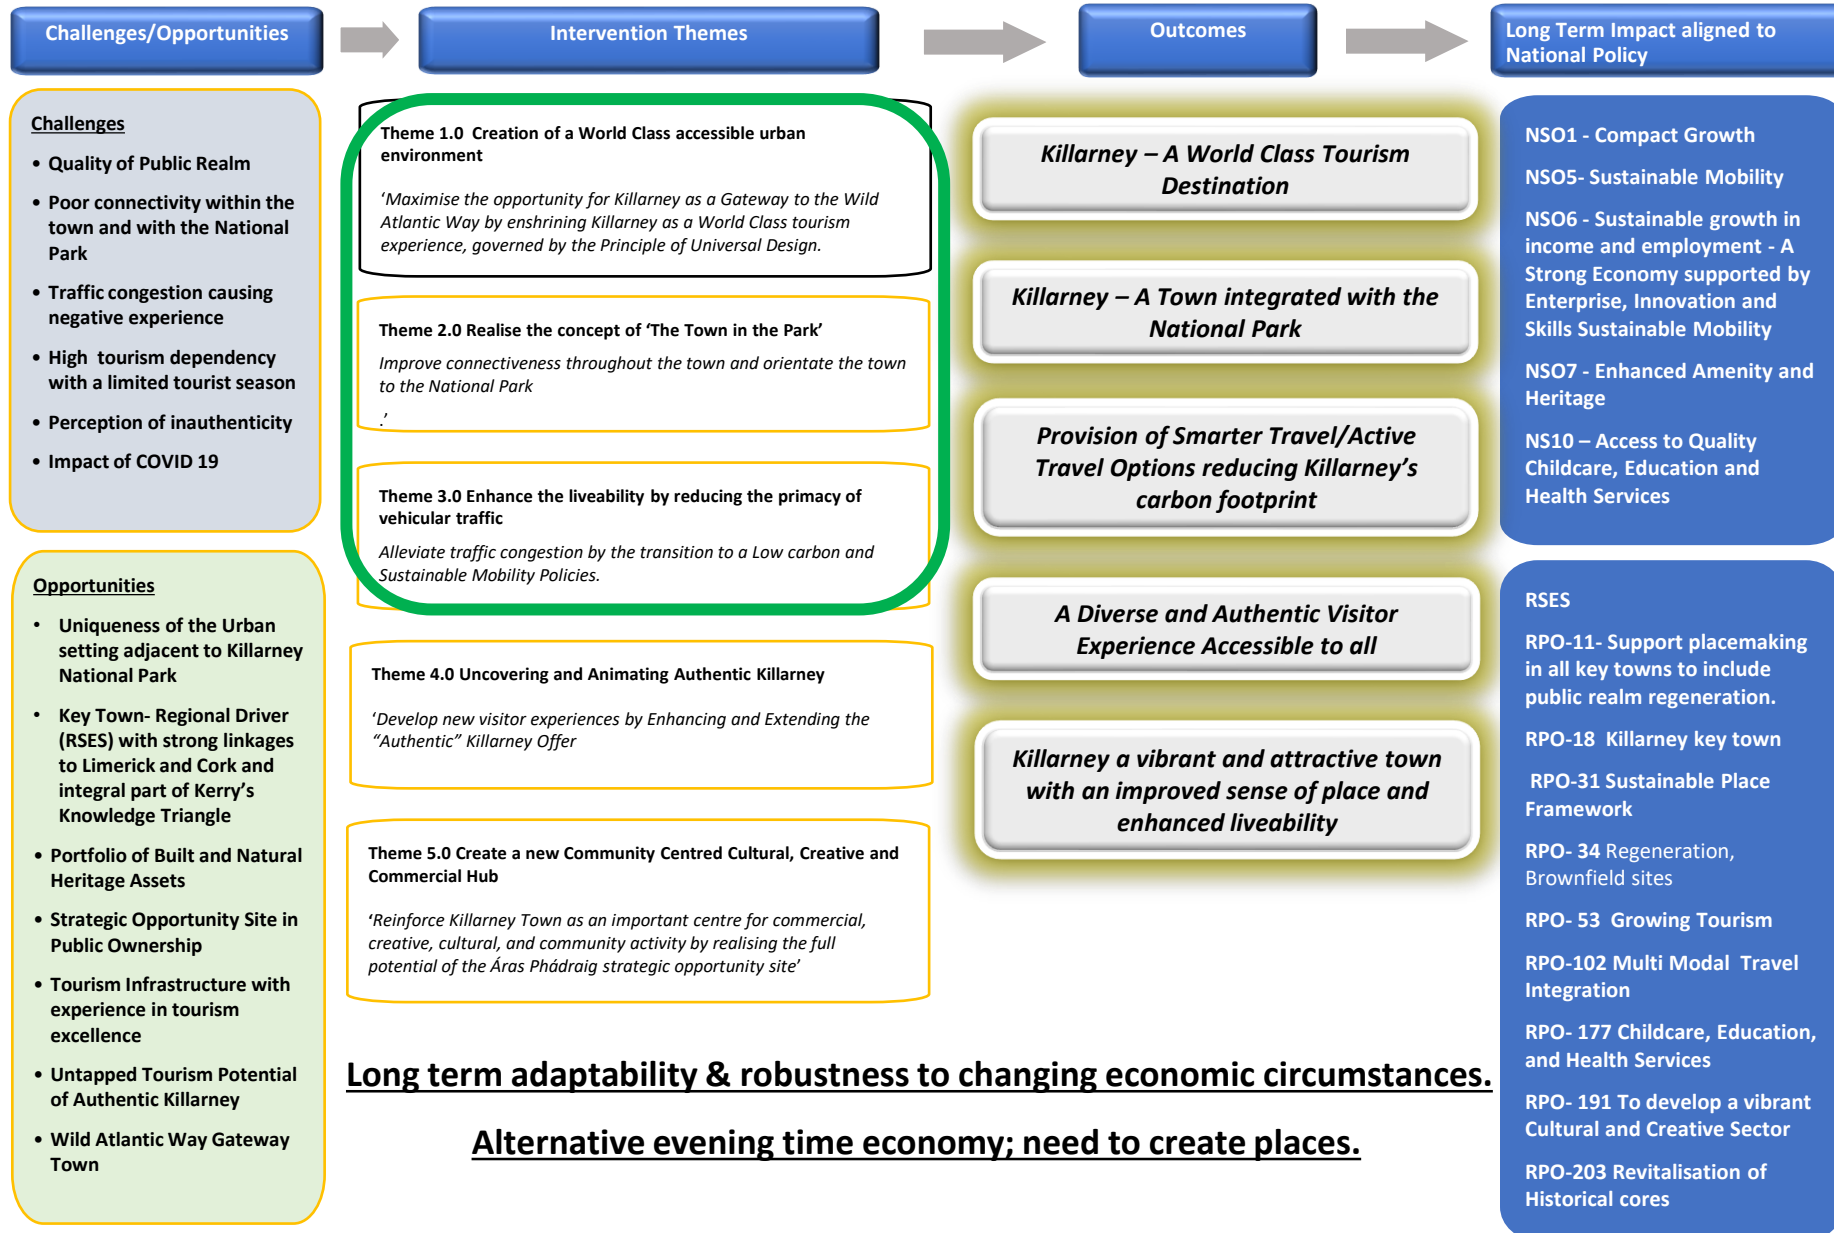 Challenges/Opportunities
Intervention Themes
Outcomes
Long Term Impact aligned to
National Policy
Challenges
• Quality of Public Realm
• Poor connectivity within the
town and with the National
Park
• Traffic congestion causing
negative experience
• High tourism dependency
with a limited tourist season
• Perception of inauthenticity
• Impact of COVID 19
Opportunities
• Uniqueness of the Urban
setting adjacent to Killarney
National Park
• Key Town- Regional Driver
(RSES) with strong linkages
to Limerick and Cork and
integral part of Kerry's
Knowledge Triangle
• Portfolio of Built and Natural
Heritage Assets
• Strategic Opportunity Site in
Public Ownership
• Tourism Infrastructure with
experience in tourism
excellence
• Untapped Tourism Potential
of Authentic Killarney
• Wild Atlantic Way Gateway
Town
Theme 1.0 Creation of a World Class accessible urban
environment
‘Maximise the opportunity for Killarney as a Gateway to the Wild
Atlantic Way by enshrining Killarney as a World Class tourism
experience, governed by the Principle of Universal Design.
Theme 2.0 Realise the concept of ‘The Town in the Park’
Improve connectiveness throughout the town and orientate the town
to the National Park
.’
Theme 3.0 Enhance the liveability by reducing the primacy of
vehicular traffic
Alleviate traffic congestion by the transition to a Low carbon and
Sustainable Mobility Policies.
Theme 4.0 Uncovering and Animating Authentic Killarney
‘Develop new visitor experiences by Enhancing and Extending the
“Authentic” Killarney Offer
Theme 5.0 Create a new Community Centred Cultural, Creative and
Commercial Hub
‘Reinforce Killarney Town as an important centre for commercial,
creative, cultural, and community activity by realising the full
potential of the Áras Phádraig strategic opportunity site’
Killarney – A World Class Tourism
Destination
Killarney – A Town integrated with the
National Park
Provision of Smarter Travel/Active
Travel Options reducing Killarney’s
carbon footprint
A Diverse and Authentic Visitor
Experience Accessible to all
Killarney a vibrant and attractive town
with an improved sense of place and
enhanced liveability
NSO1 - Compact Growth
NSO5- Sustainable Mobility
NSO6 - Sustainable growth in
income and employment - A
Strong Economy supported by
Enterprise, Innovation and
Skills Sustainable Mobility
NSO7 - Enhanced Amenity and
Heritage
NS10 – Access to Quality
Childcare, Education and
Health Services
RSES
RPO-11- Support placemaking
in all key towns to include
public realm regeneration.
RPO-18 Killarney key town
RPO-31 Sustainable Place
Framework
RPO- 34 Regeneration,
Brownfield sites
RPO- 53 Growing Tourism
RPO-102 Multi Modal Travel
Integration
RPO- 177 Childcare, Education,
and Health Services
RPO- 191 To develop a vibrant
Cultural and Creative Sector
RPO-203 Revitalisation of
Historical cores
Long term adaptability & robustness to changing economic circumstances.
Alternative evening time economy; need to create places.